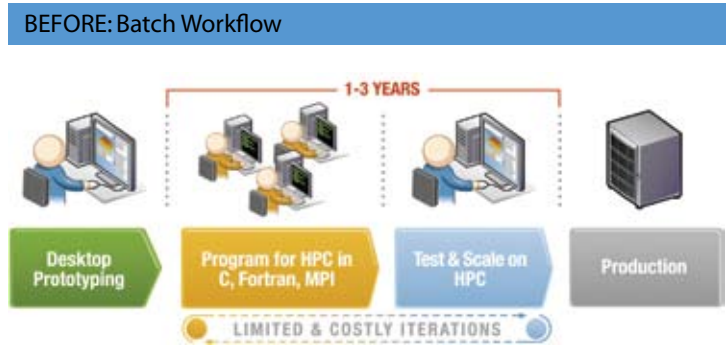 BEFORE: Batch Workflow
1-3 YEARS
Desktop
Prototyping
Program for HPC in
C, Fortran, MPI
Test & Scale on
HPC
Production
LIMITED & COSTLY ITERATIONS